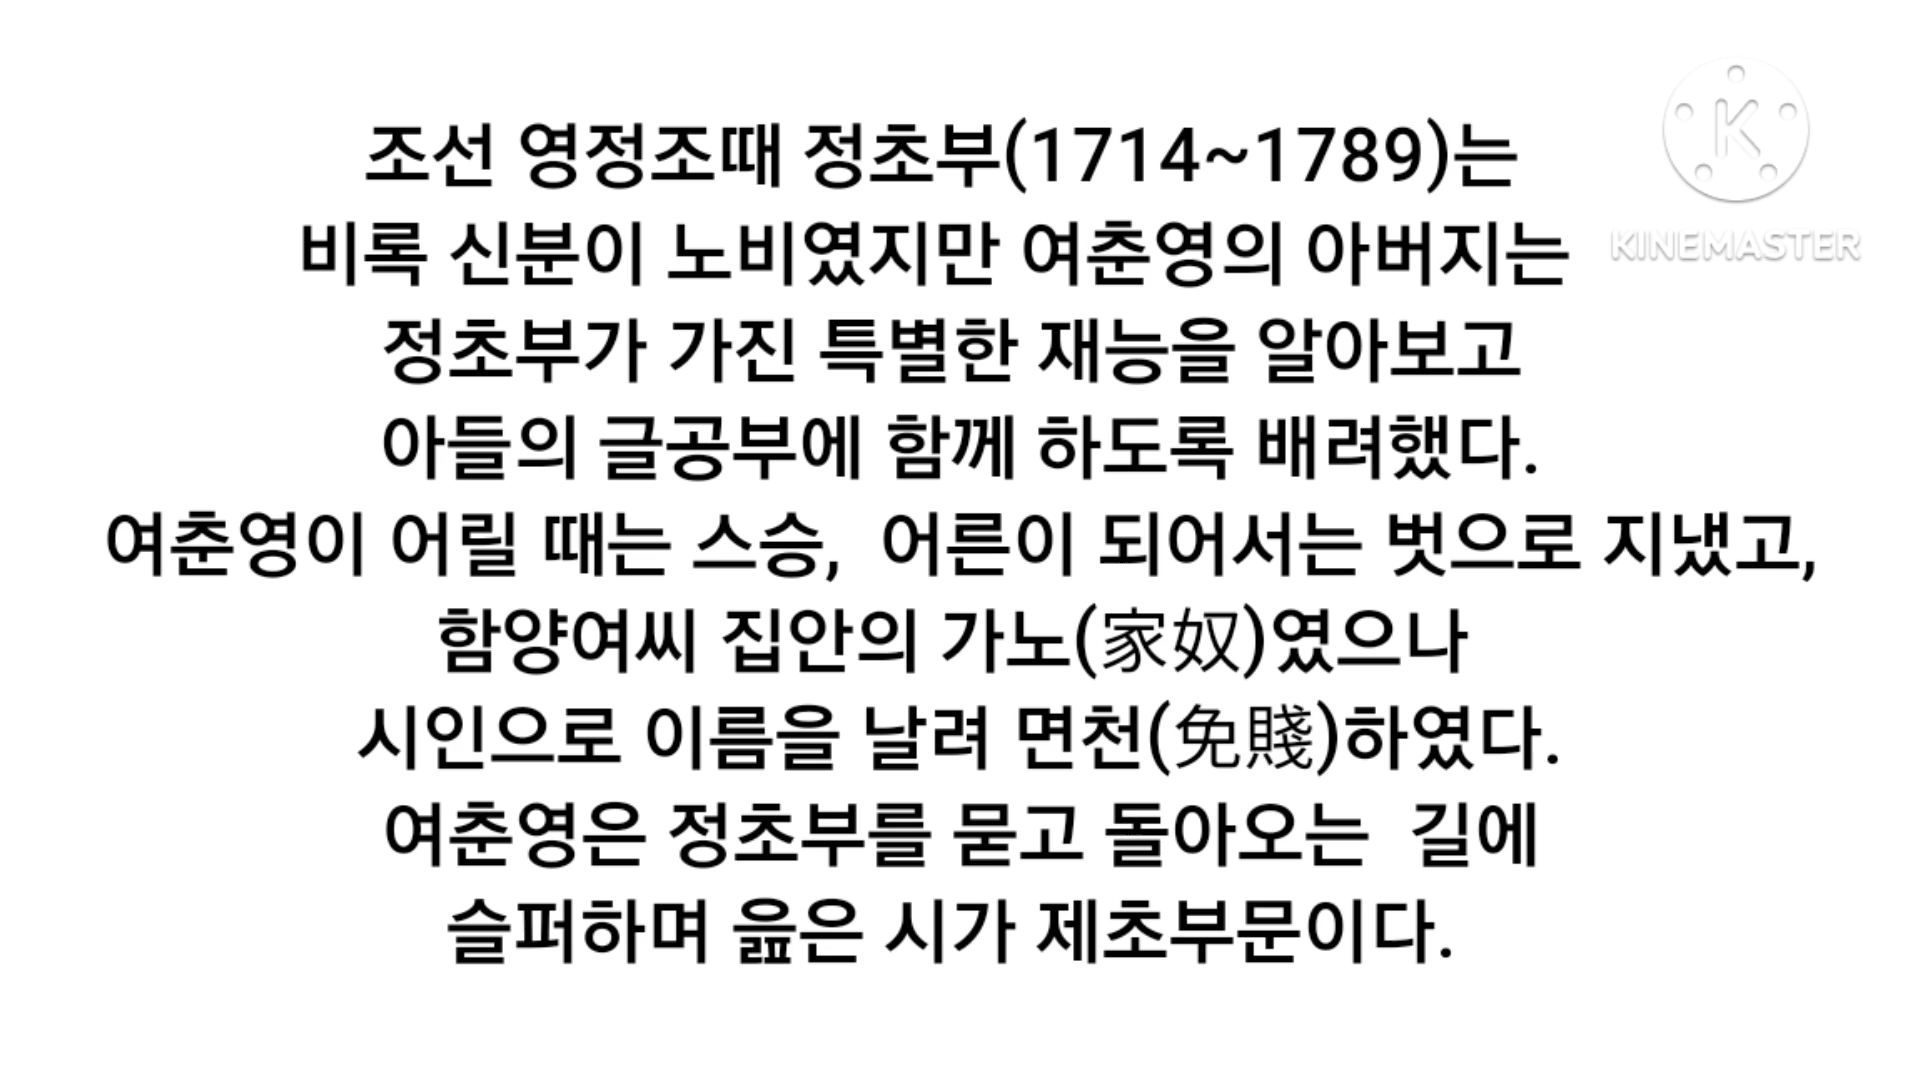 조선 영정조때 정초부(1714~1789)는
비록 신분이 노비였지만 여춘영의 아버지는
정초부가 가진 특별한 재능을 알아보고
아들의 글공부에 함께 하도록 배려했다.
여춘영이 어릴 때는 스승, 어른이 되어서는 벗으로 지냈고,
함양여씨 집안의 가노(家奴)였으나
시인으로 이름을 날려 면천(免賤)하였다.
여춘영은 정초부를 묻고 돌아오는 길에
슬퍼하며 읊은 시가 제초부문이다.
K
KINEMASTER